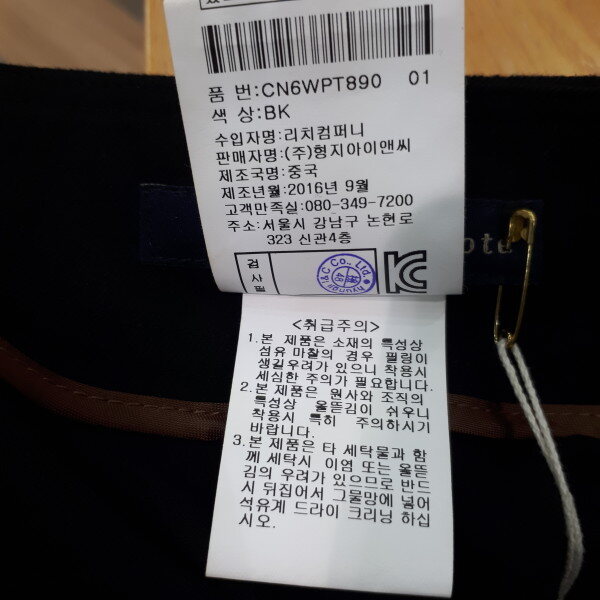 품 번:CN6WPT890 01
색 상:BK
수입자명:리치컴퍼니
판매자명:(주)형지아이앤씨
제조국명:중국
제조년월:2016년 9월
고객만족실:080-349-7200
주소:서울시 강남구 논현로
323 신관4층
검
사
필
I&C Co., Ltd.
<취급주의>
1.본 제품은 소재의 특성상
섬유 마찰의 경우 필링이
생길우려가 있으니 착용시
세심한 주의가 필요합니다.
2.본 제품은 원사와 조직의
특성상 올뜯김이 쉬우니
착용시 특히 주의하시기
바랍니다.
3.본 제품은 타 세탁물과 함
께 세탁시 이염 또는 올뜯
김의 우려가 있으므로 반드
시 뒤집어서 그물망에 넣어
석유계 드라이 크리닝 하십
시오.